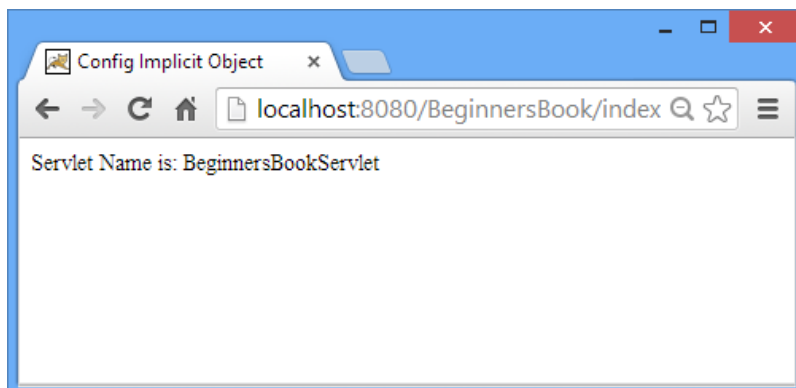 Config Implicit Object
localhost:8080/BeginnersBook/index
Servlet Name is: BeginnersBookServlet